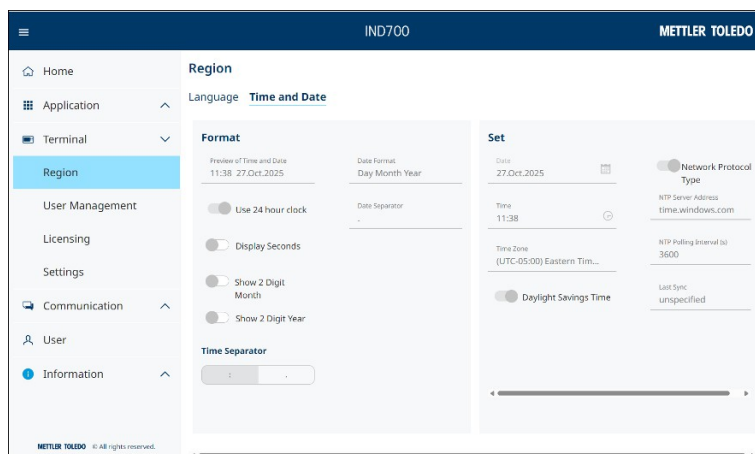 IND700
METTLER TOLEDO
Home
Application
Terminal
Region
User Management
Licensing
Settings
Communication
User
Information
METTLER TOLEDO © All rights reserved.
Region
Language Time and Date
Format
Preview of Time and Date
11:38 27.Oct.2025
Date Format
Day Month Year
Use 24 hour clock
Date Separator
.
Display Seconds
Show 2 Digit
Month
Show 2 Digit Year
Time Separator
: .
Set
Date
27.Oct.2025
Time
11:38
Time Zone
(UTC-05:00) Eastern Tim...
Daylight Savings Time
Network Protocol
Type
NTP Server Address
time.windows.com
NTP Polling Interval (s)
3600
Last Sync
unspecified